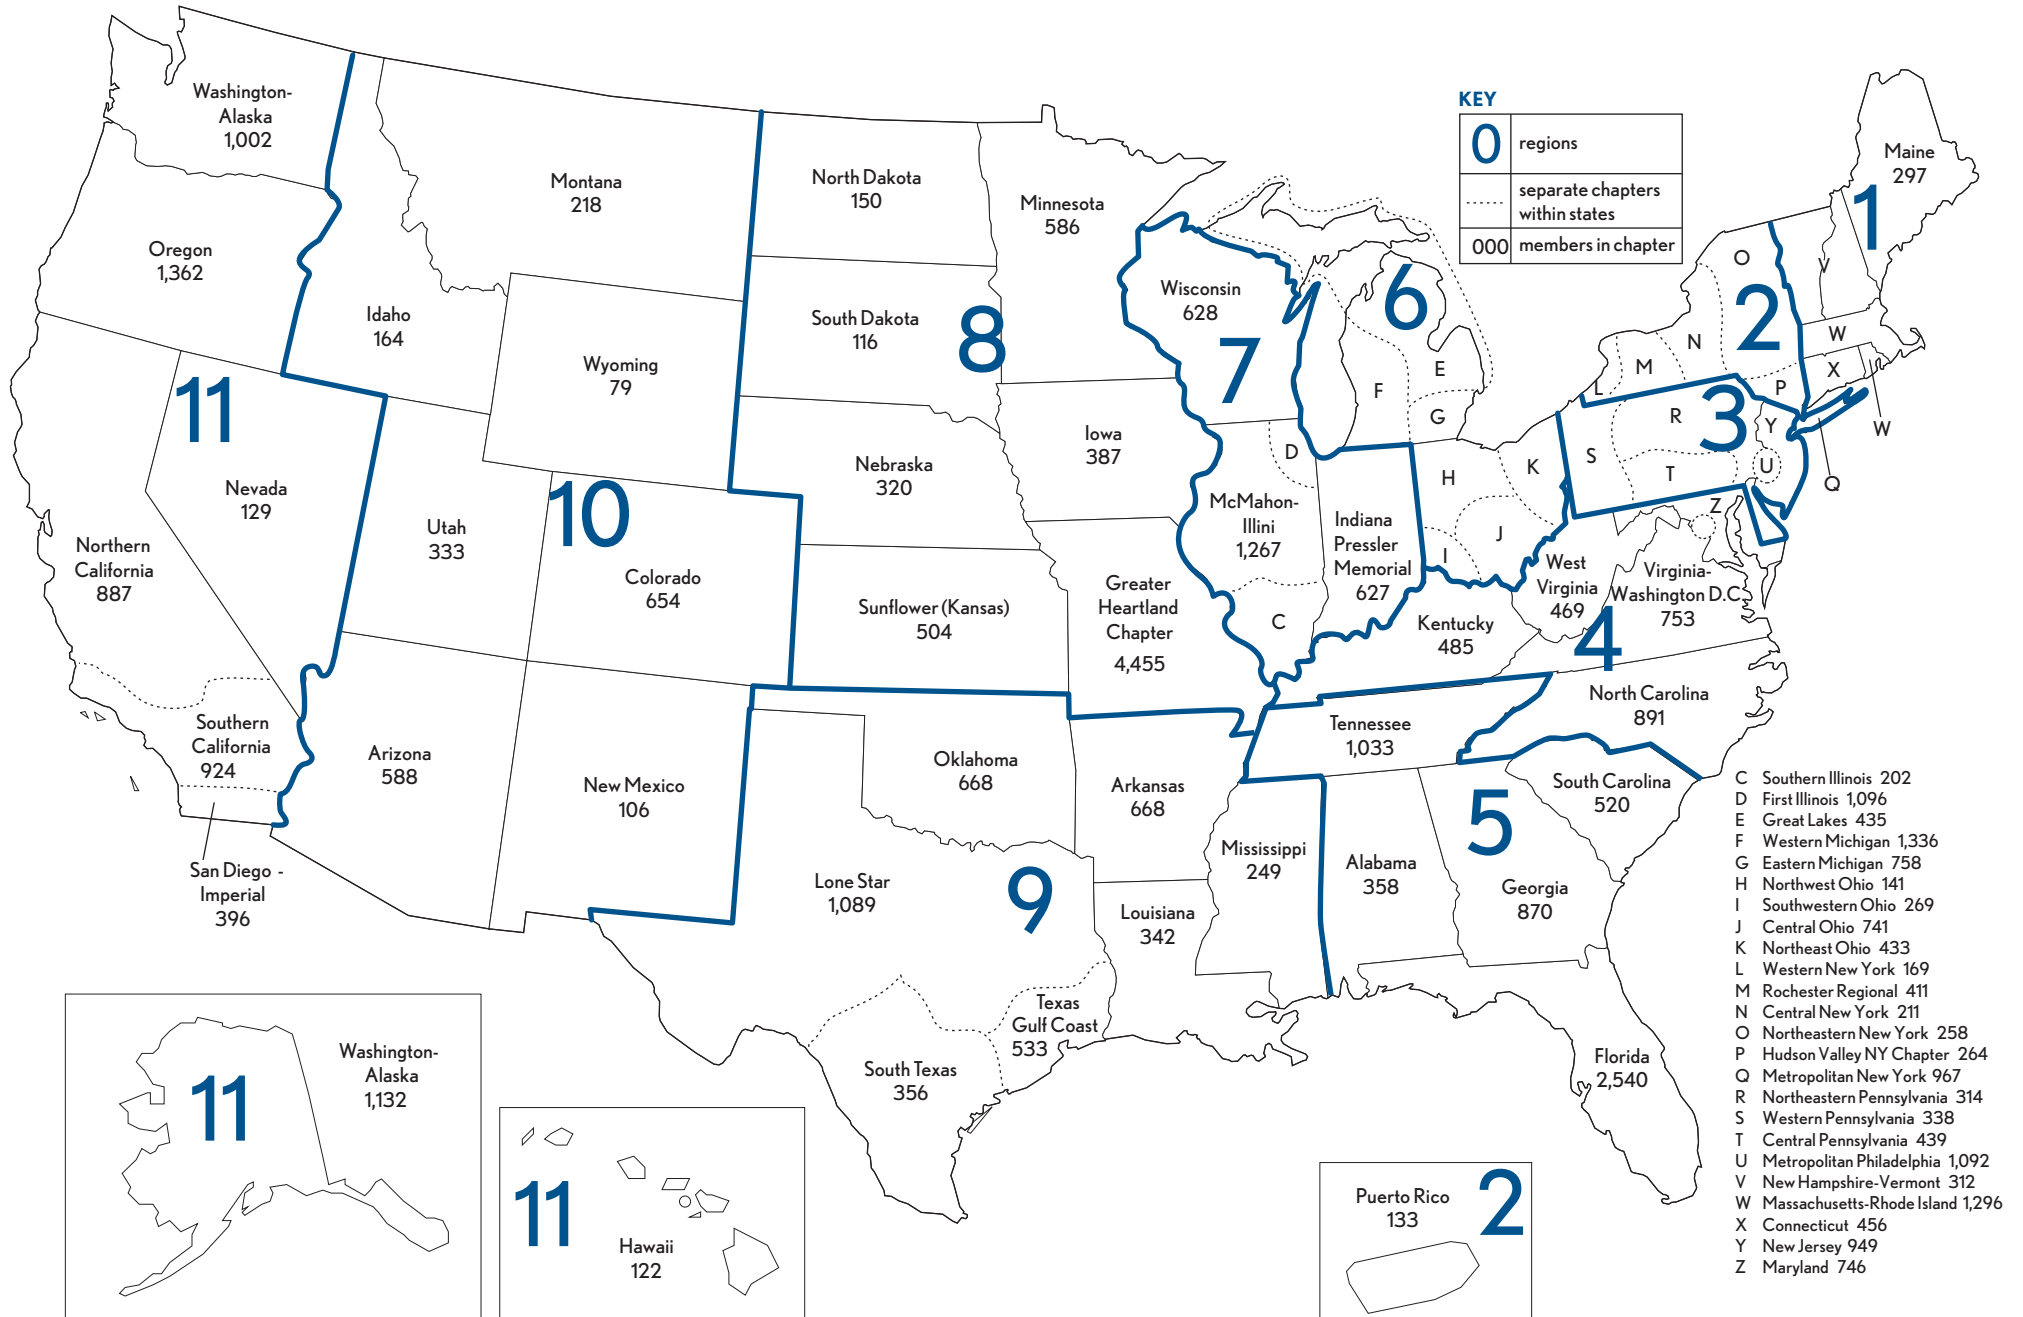 Washington-
Alaska
1,002
Oregon
1,362
Montana
218
Idaho
164
Wyoming
79
11
Nevada
129
Northern
California
887
Southern
California
924
San Diego -
Imperial
396
10
Utah
333
Colorado
654
Arizona
588
New Mexico
106
North Dakota
150
South Dakota
116
8
Minnesota
586
Nebraska
320
Iowa
387
Sunflower (Kansas)
504
Greater
Heartland
Chapter
4,455
Oklahoma
668
Arkansas
668
Lone Star
1,089
9
Louisiana
342
Mississippi
249
Texas
Gulf Coast
533
South Texas
356
Wisconsin
628
7
D
McMahon-
Illini
1,267
C
Indiana
Pressler
Memorial
627
6
E
F
G
H
K
J
I
KEY
0
regions
separate chapters
within states
000
members in chapter
Maine
297
1
V
W
X
W
O
2
N
M
L
P
Q
3
R
S
T
Y
U
Z
West
Virginia
469
Virginia-
Washington D.C.
753
4
Kentucky
485
North Carolina
891
Tennessee
1,033
South Carolina
520
5
Alabama
358
Georgia
870
Florida
2,540
C Southern Illinois 202
D First Illinois 1,096
E Great Lakes 435
F Western Michigan 1,336
G Eastern Michigan 758
H Northwest Ohio 141
I Southwestern Ohio 269
J Central Ohio 741
K Northeast Ohio 433
L Western New York 169
M Rochester Regional 411
N Central New York 211
O Northeastern New York 258
P Hudson Valley NY Chapter 264
Q Metropolitan New York 967
R Northeastern Pennsylvania 314
S Western Pennsylvania 338
T Central Pennsylvania 439
U Metropolitan Philadelphia 1,092
V New Hampshire-Vermont 312
W Massachusetts-Rhode Island 1,296
X Connecticut 456
Y New Jersey 949
Z Maryland 746
11
Washington-
Alaska
1,132
11
Hawaii
122
Puerto Rico
133
2